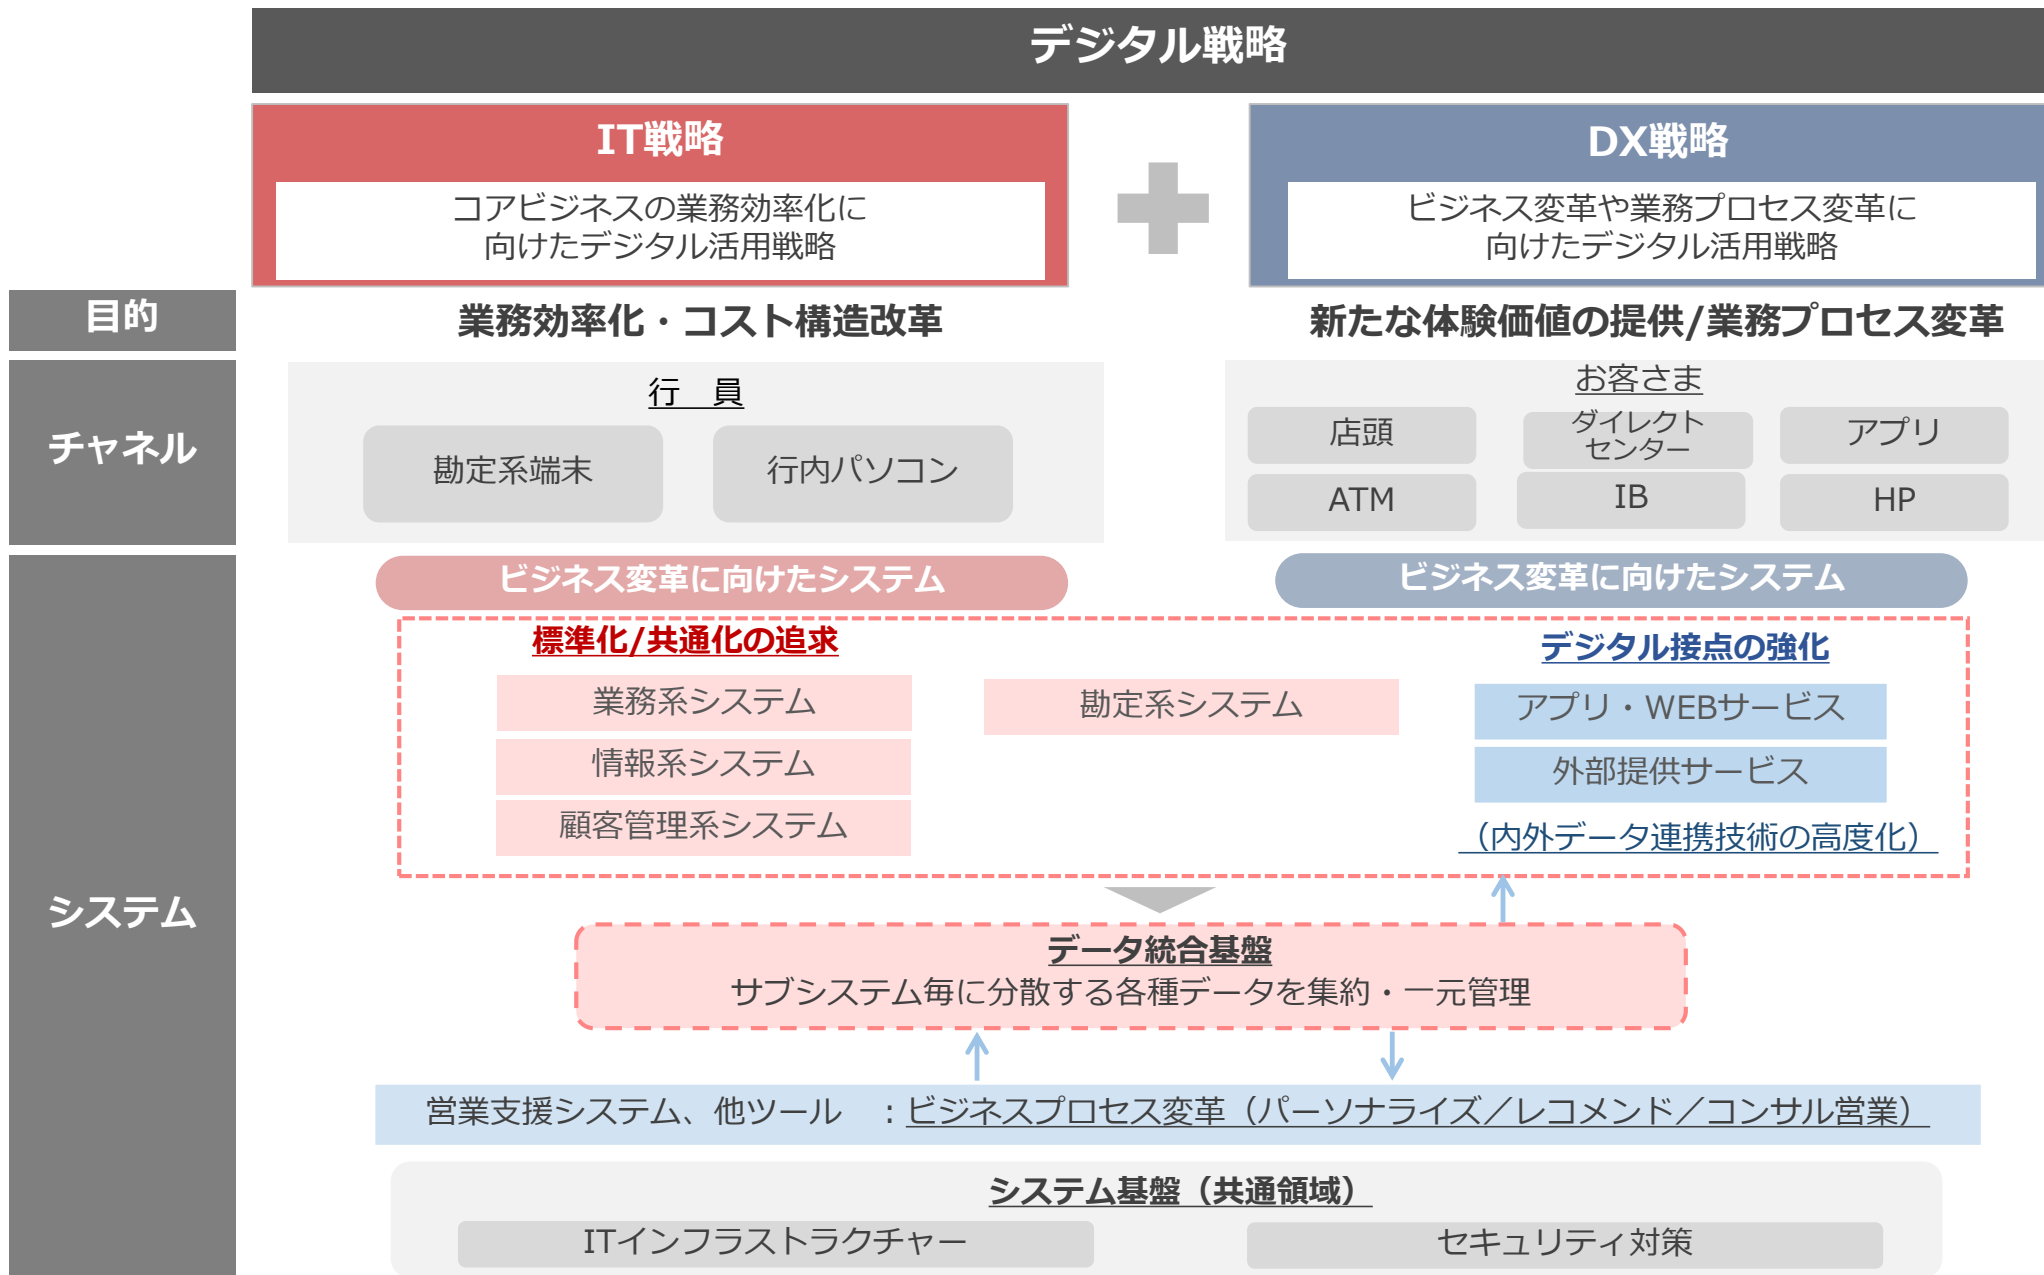 デジタル戦略
IT戦略
コアビジネスの業務効率化に
向けたデジタル活用戦略
DX戦略
ビジネス変革や業務プロセス変革に
向けたデジタル活用戦略
目的
業務効率化・コスト構造改革
新たな体験価値の提供/業務プロセス変革
チャネル
行　員
勘定系端末
行内パソコン
お客さま
店頭
ダイレクト
センター
アプリ
ATM
IB
HP
システム
ビジネス変革に向けたシステム
ビジネス変革に向けたシステム
標準化/共通化の追求
業務系システム
情報系システム
顧客管理系システム
勘定系システム
デジタル接点の強化
アプリ・WEBサービス
外部提供サービス
（内外データ連携技術の高度化）
データ統合基盤
サブシステム毎に分散する各種データを集約・一元管理
営業支援システム、他ツール　：ビジネスプロセス変革（パーソナライズ／レコメンド／コンサル営業）
システム基盤（共通領域）
ITインフラストラクチャー
セキュリティ対策